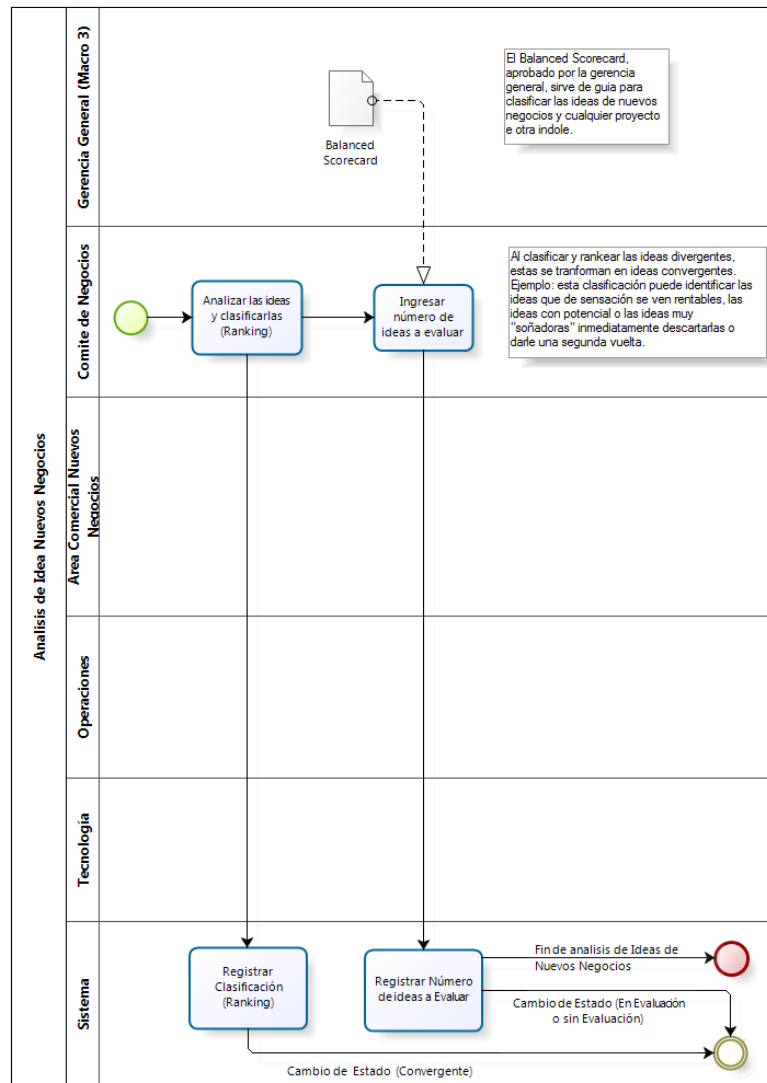 Analisis de Idea Nuevos Negocios
Gerencia General (Macro 3)
Balanced
Scorecard
El Balanced Scorecard,
aprobado por la gerencia
general, sirve de guia para
clasificar las ideas de nuevos
negocios y cualquier proyecto
e otra indole.
Comite de Negocios
Analizar las ideas
y clasificarlas
(Ranking)
Ingresar
número de
ideas a evaluar
Al clasificar y rankear las ideas divergentes,
estas se tranforman en ideas convergentes.
Ejemplo: esta clasificación puede identificar las
ideas que de sensación se ven rentables, las
ideas con potencial o las ideas muy
"soñadoras" inmediatamente descartarlas o
darle una segunda vuelta.
Area Comercial Nuevos
Negocios
Operaciones
Tecnología
Sistema
Registrar
Clasificación
(Ranking)
Registrar Número
de ideas a Evaluar
Fin de analisis de Ideas de
Nuevos Negocios
Cambio de Estado (En Evaluación
o sin Evaluación)
Cambio de Estado (Convergente)